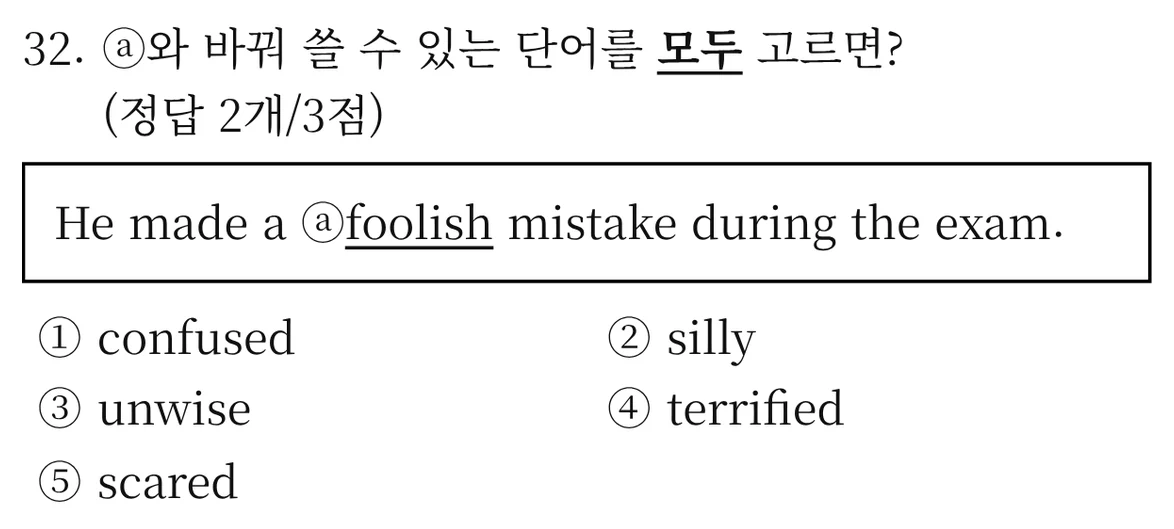 32. ⓐ와 바꿔 쓸 수 있는 단어를 모두 고르면?
(정답 2개/3점)
He made a ⓐfoolish mistake during the exam.
① confused ② silly
③ unwise ④ terrified
⑤ scared